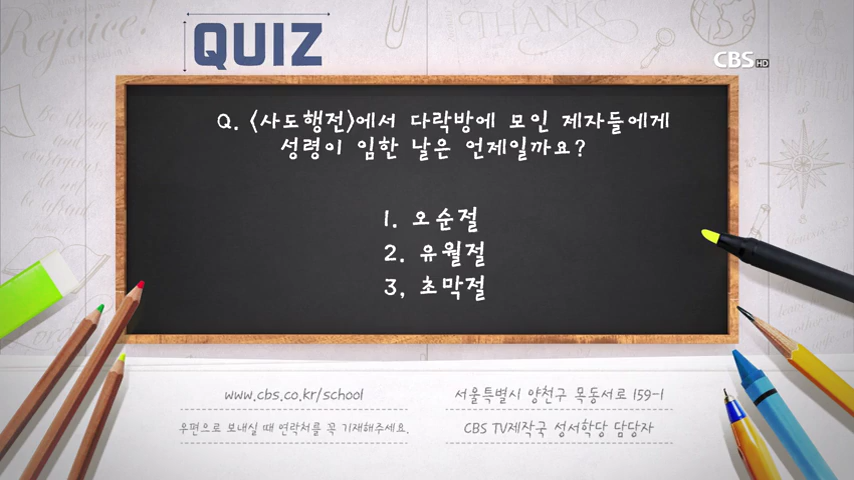 QUIZ
CBS HD
Rejoice!
Q. <사도행전>에서 다락방에 모인 제자들에게
성령이 임한 날은 언제일까요?
1. 오순절
2. 유월절
3, 초막절
www.cbs.co.kr/school
서울특별시 양천구 목동서로 159-1
우편으로 보내실 때 연락처를 꼭 기재해주세요.
CBS TV제작국 성서학당 담당자